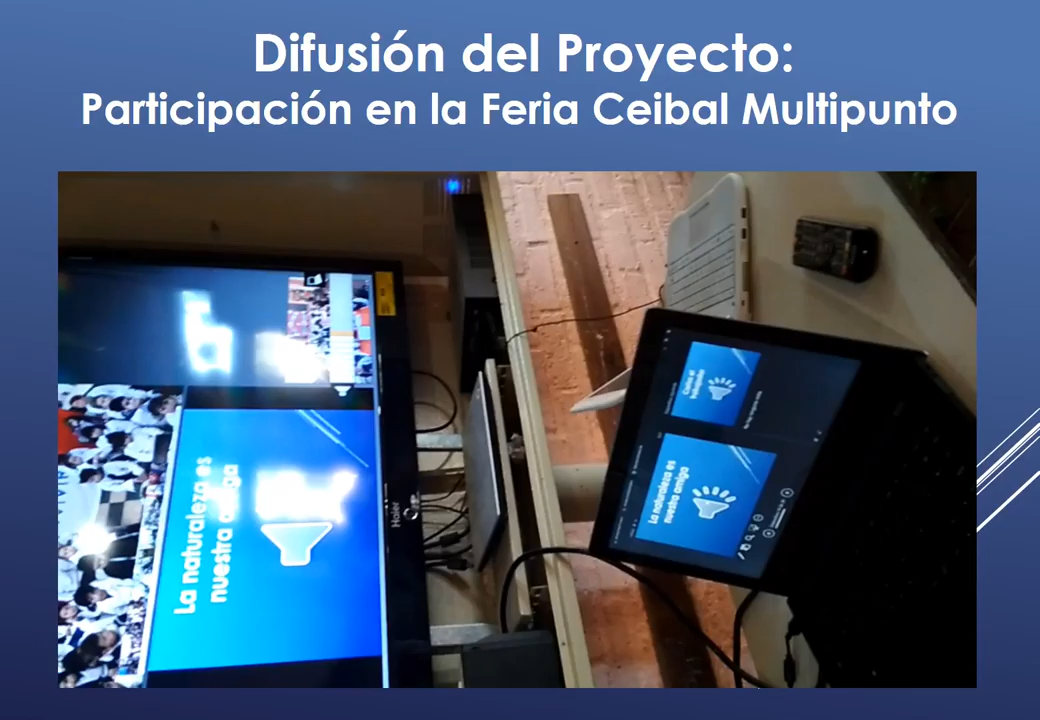 Difusión del Proyecto:
Participación en la Feria Ceibal Multipunto
La naturaleza es
nuestra amiga
Haier
La naturaleza es
nuestra amiga